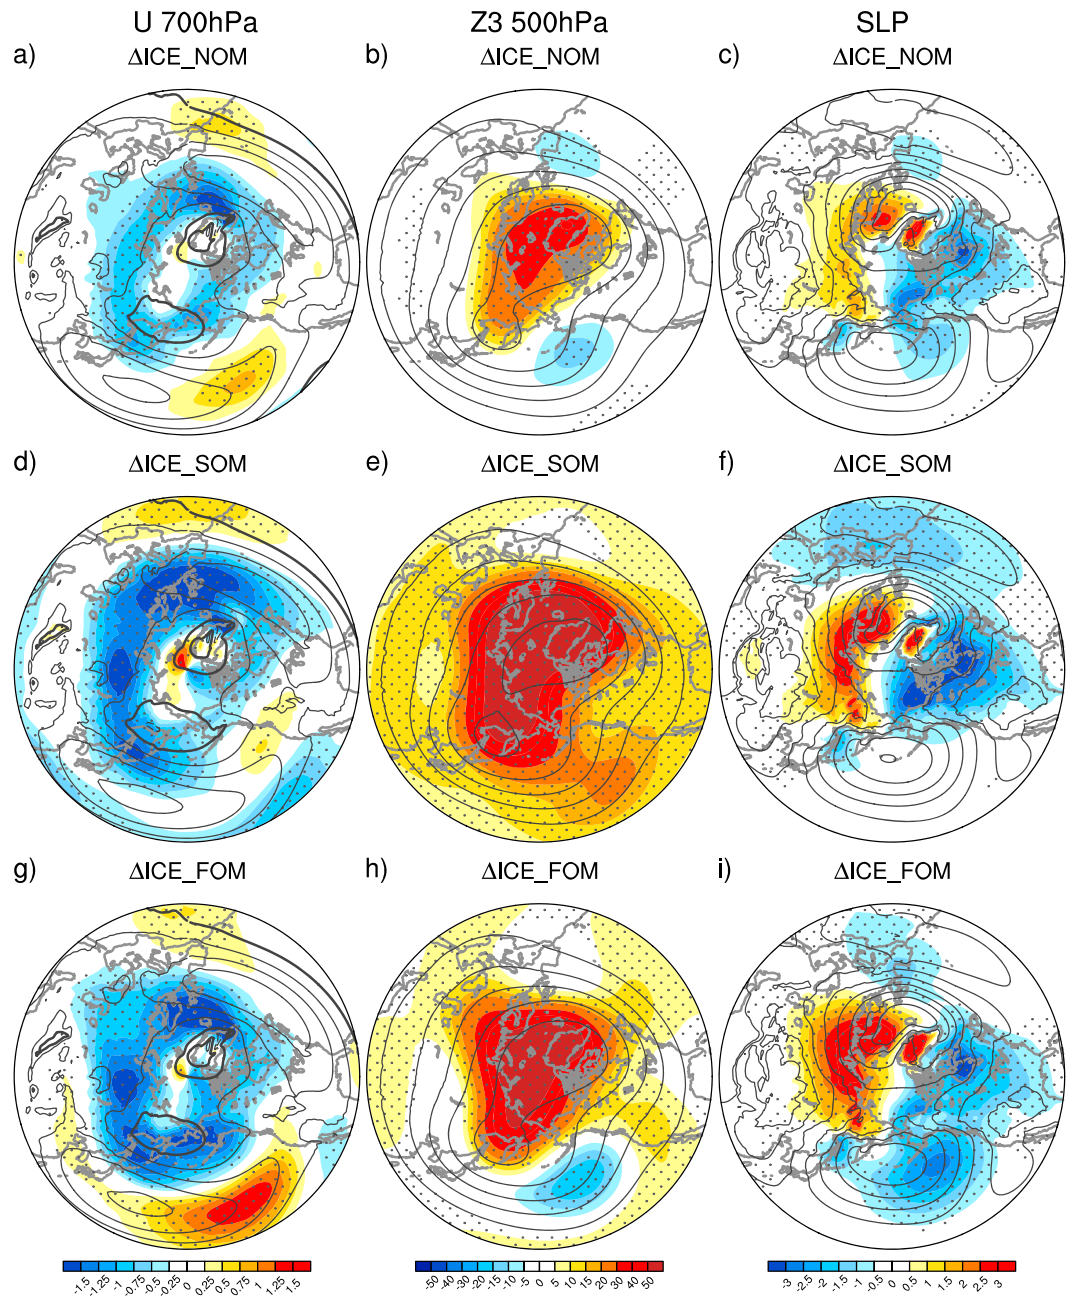 U 700hPa Z3 500hPa SLP
a) ΔICE_NOM b) ΔICE_NOM c) ΔICE_NOM
d) ΔICE_SOM e) ΔICE_SOM f) ΔICE_SOM
g) ΔICE_FOM h) ΔICE_FOM i) ΔICE_FOM
-1.5 -1.25 -1 -0.75 -0.5 -0.25 0 0.25 0.5 0.75 1 1.25 1.5
-50 -40 -30 -20 -15 -10 -5 0 5 10 15 20 30 40 50
-3 -2.5 -2 -1.5 -1 -0.5 0 0.5 1 1.5 2 2.5 3